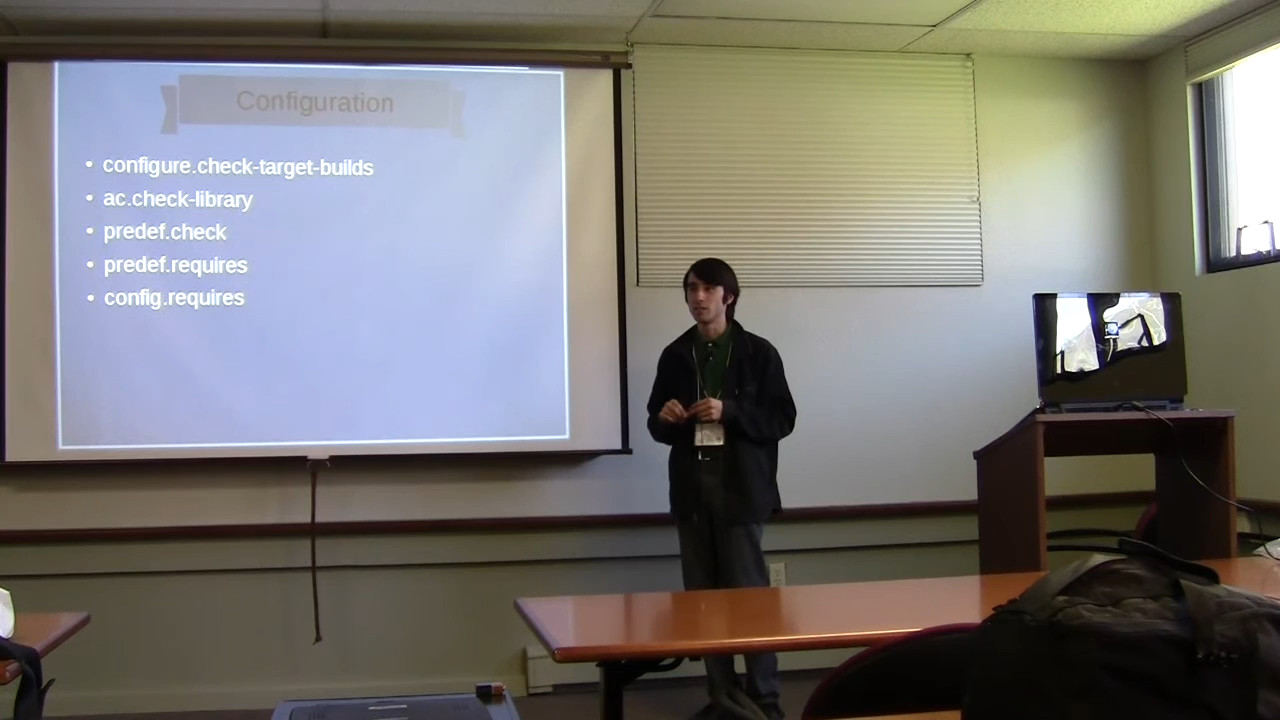 Configuration
• configure.check-target-builds
• ac.check-library
• predef.check
• predef.requires
• config.requires